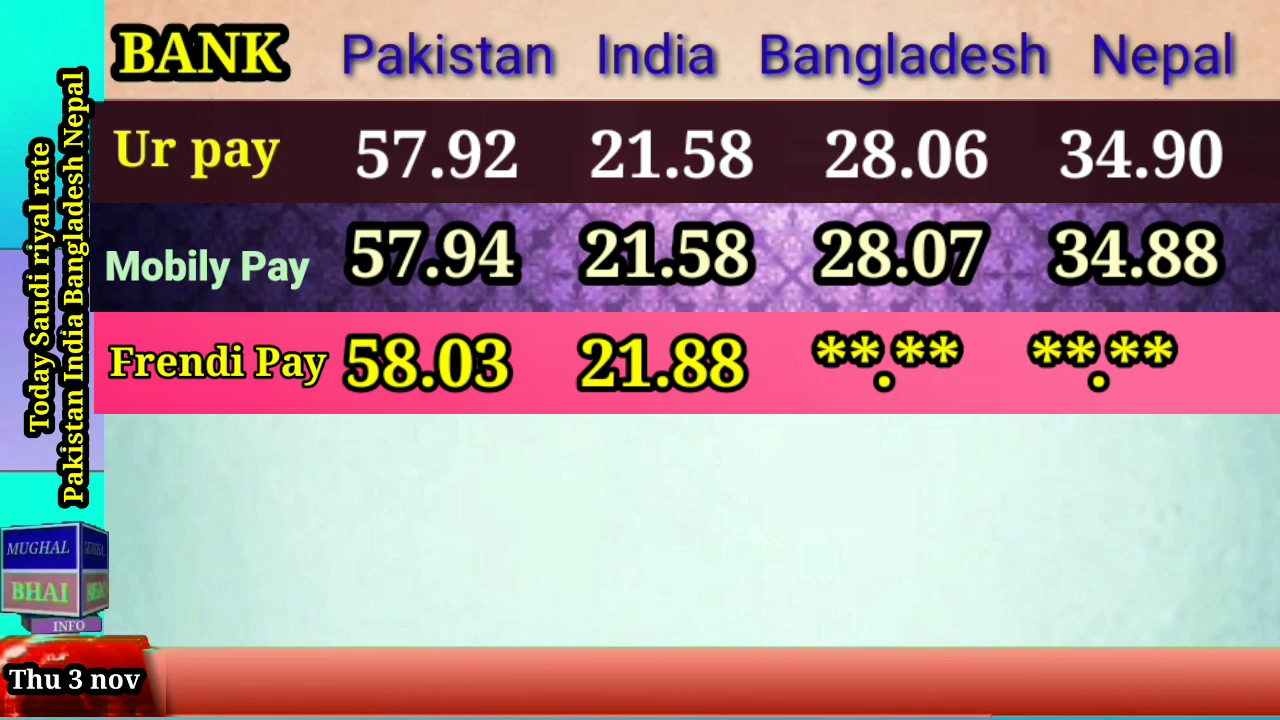 BANK Pakistan India Bangladesh Nepal
Ur pay 57.92 21.58 28.06 34.90
Mobily Pay 57.94 21.58 28.07 34.88
Frendi Pay 58.03 21.88 **.** **.**
Today Saudi riyal rate
Pakistan India Bangladesh Nepal
MUGHAL
BHAI
INFO
Thu 3 nov